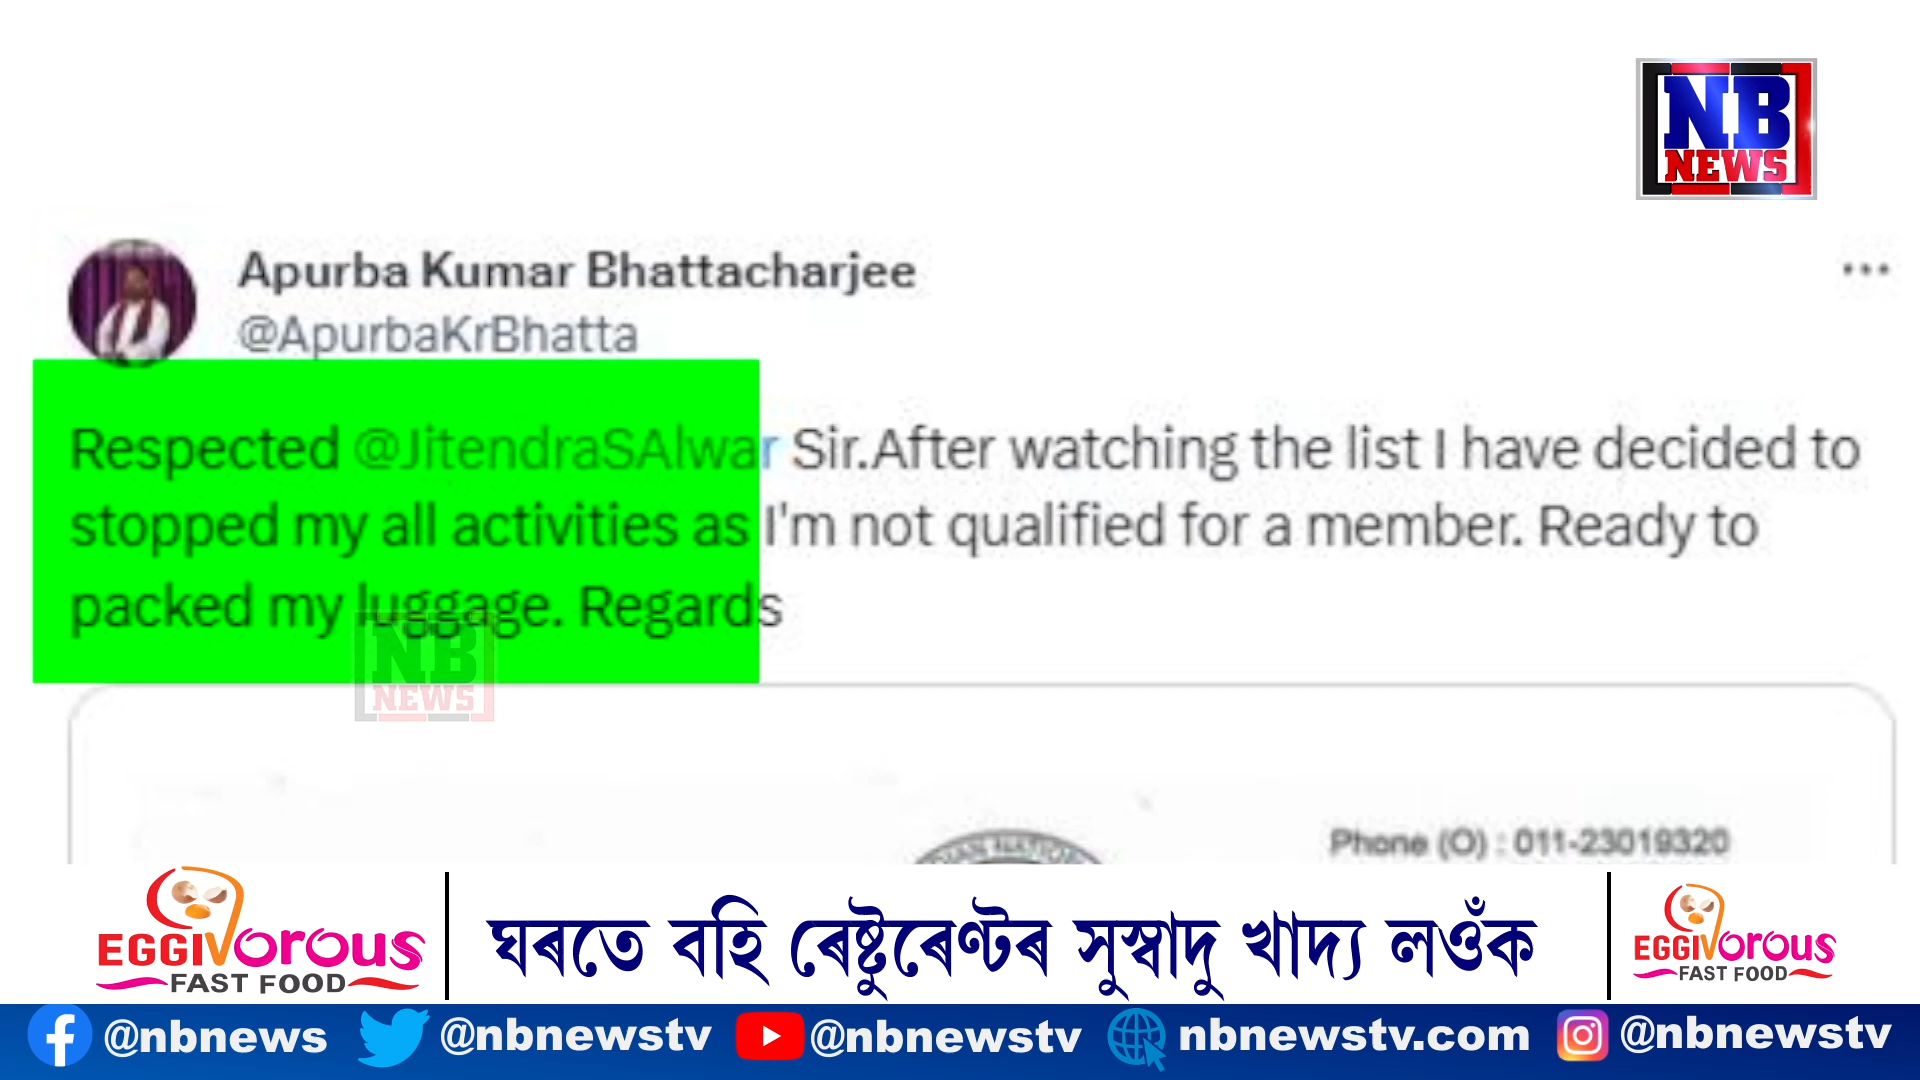 NB
NEWS
Apurba Kumar Bhattacharjee
@ApurbaKrBhatta
Respected @JitendraSAlwar Sir.After watching the list I have decided to
stopped my all activities as I'm not qualified for a member. Ready to
packed my luggage. Regards
NB
NEWS
Phone (O) : 011-23019320
EGGIVOROUS
FAST FOOD
ঘৰতে বহি ৰেষ্টুৰেণ্টৰ সুস্বাদু খাদ্য লওঁক
EGGIVOROUS
FAST FOOD
@nbnews @nbnewstv @nbnewstv nbnewstv.com @nbnewstv